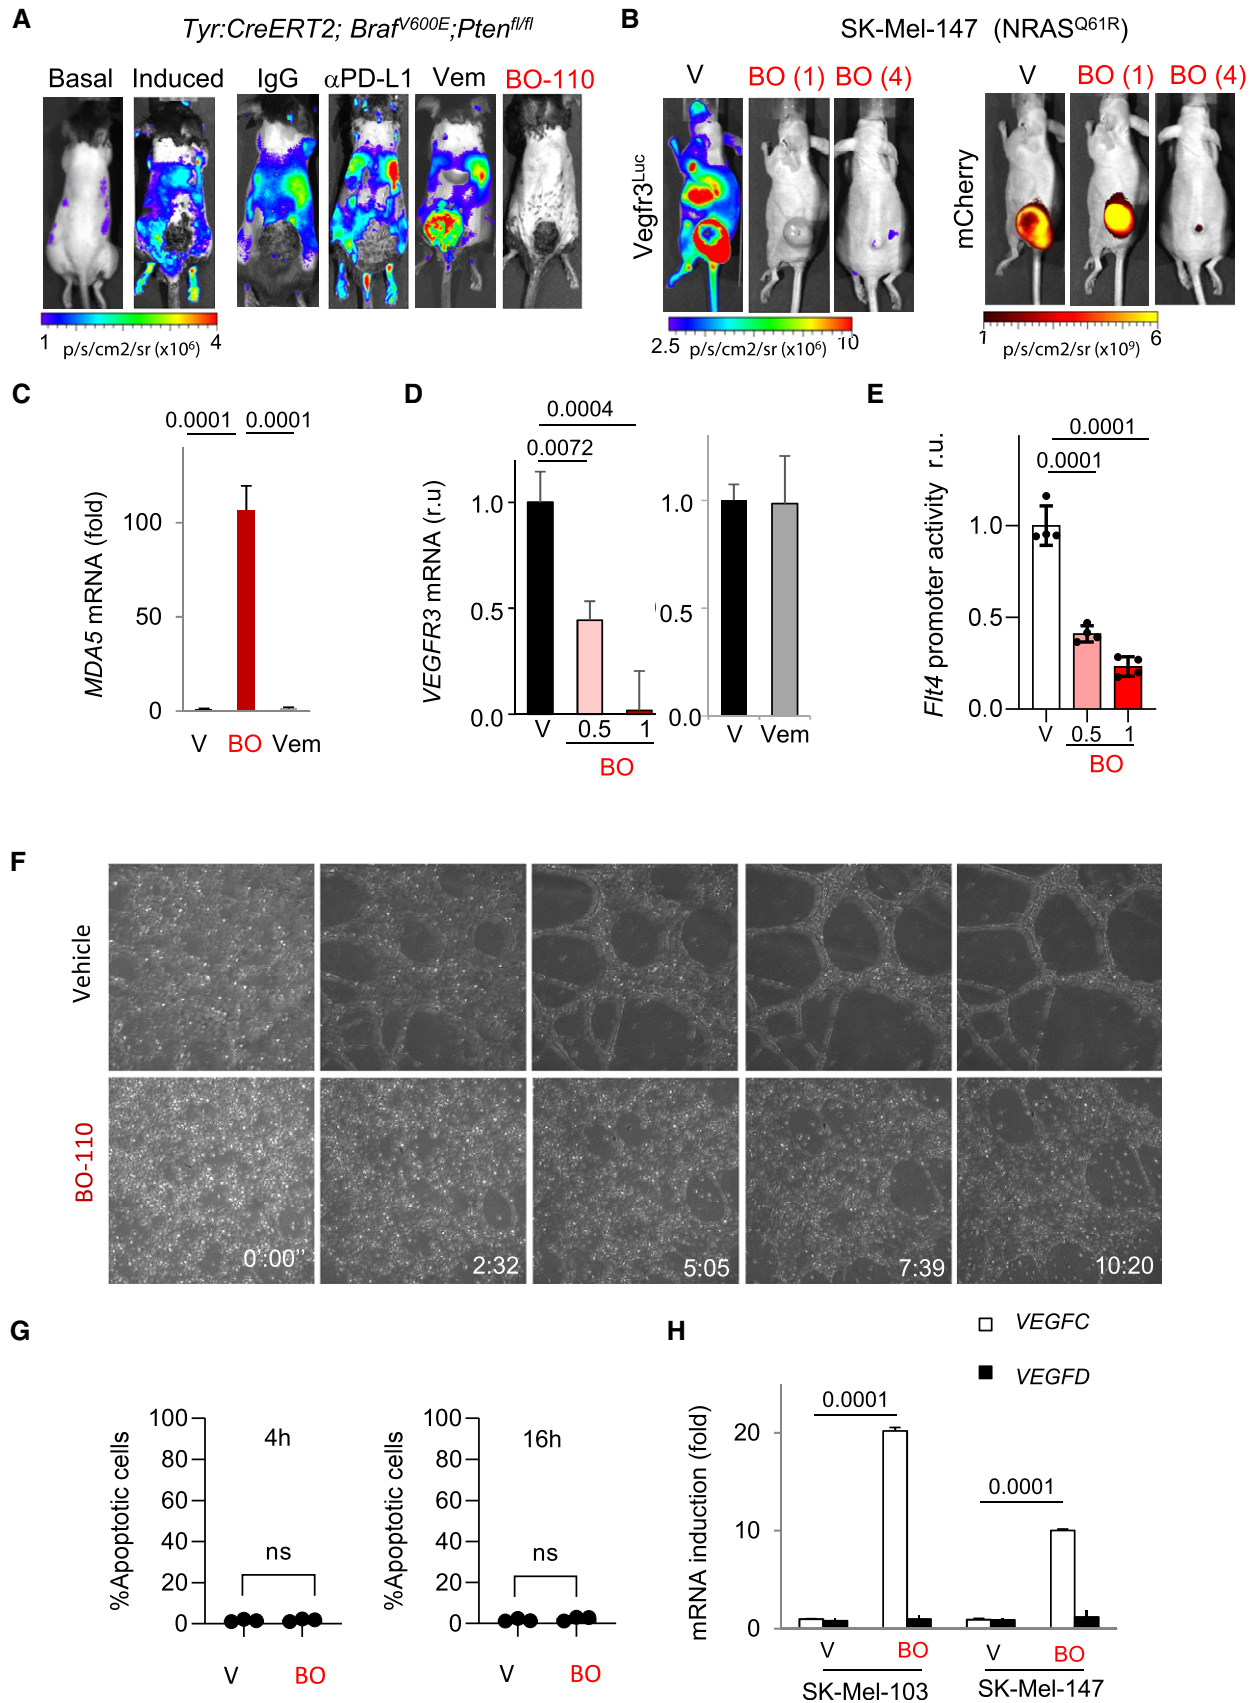 A
Tyr:CreERT2; Braf^V600E;Pten^fl/fl
Basal Induced IgG αPD-L1 Vem BO-110
1 4
p/s/cm2/sr (x10^6)
B
SK-Mel-147 (NRAS^Q61R)
V BO (1) BO (4)
Vegfr3^Luc
2.5 10
p/s/cm2/sr (x10^6)
V BO (1) BO (4)
mCherry
1 6
p/s/cm2/sr (x10^9)
C
0.0001 0.0001
MDA5 mRNA (fold)
100
50
0
V BO Vem
D
0.0004
0.0072
VEGFR3 mRNA (r.u)
1.0
0.5
0.0
V 0.5 1
BO
1.0
0.5
0.0
V Vem
E
0.0001
0.0001
Flt4 promoter activity r.u.
1.0
0.5
0.0
V 0.5 1
BO
F
Vehicle
BO-110
0':00'' 2:32 5:05 7:39 10:20
G
%Apoptotic cells
100
80
60
40
20
0
4h
ns
V BO
%Apoptotic cells
100
80
60
40
20
0
16h
ns
V BO
H
VEGFC
VEGFD
mRNA induction (fold)
20
10
0
0.0001
0.0001
V BO V BO
SK-Mel-103 SK-Mel-147